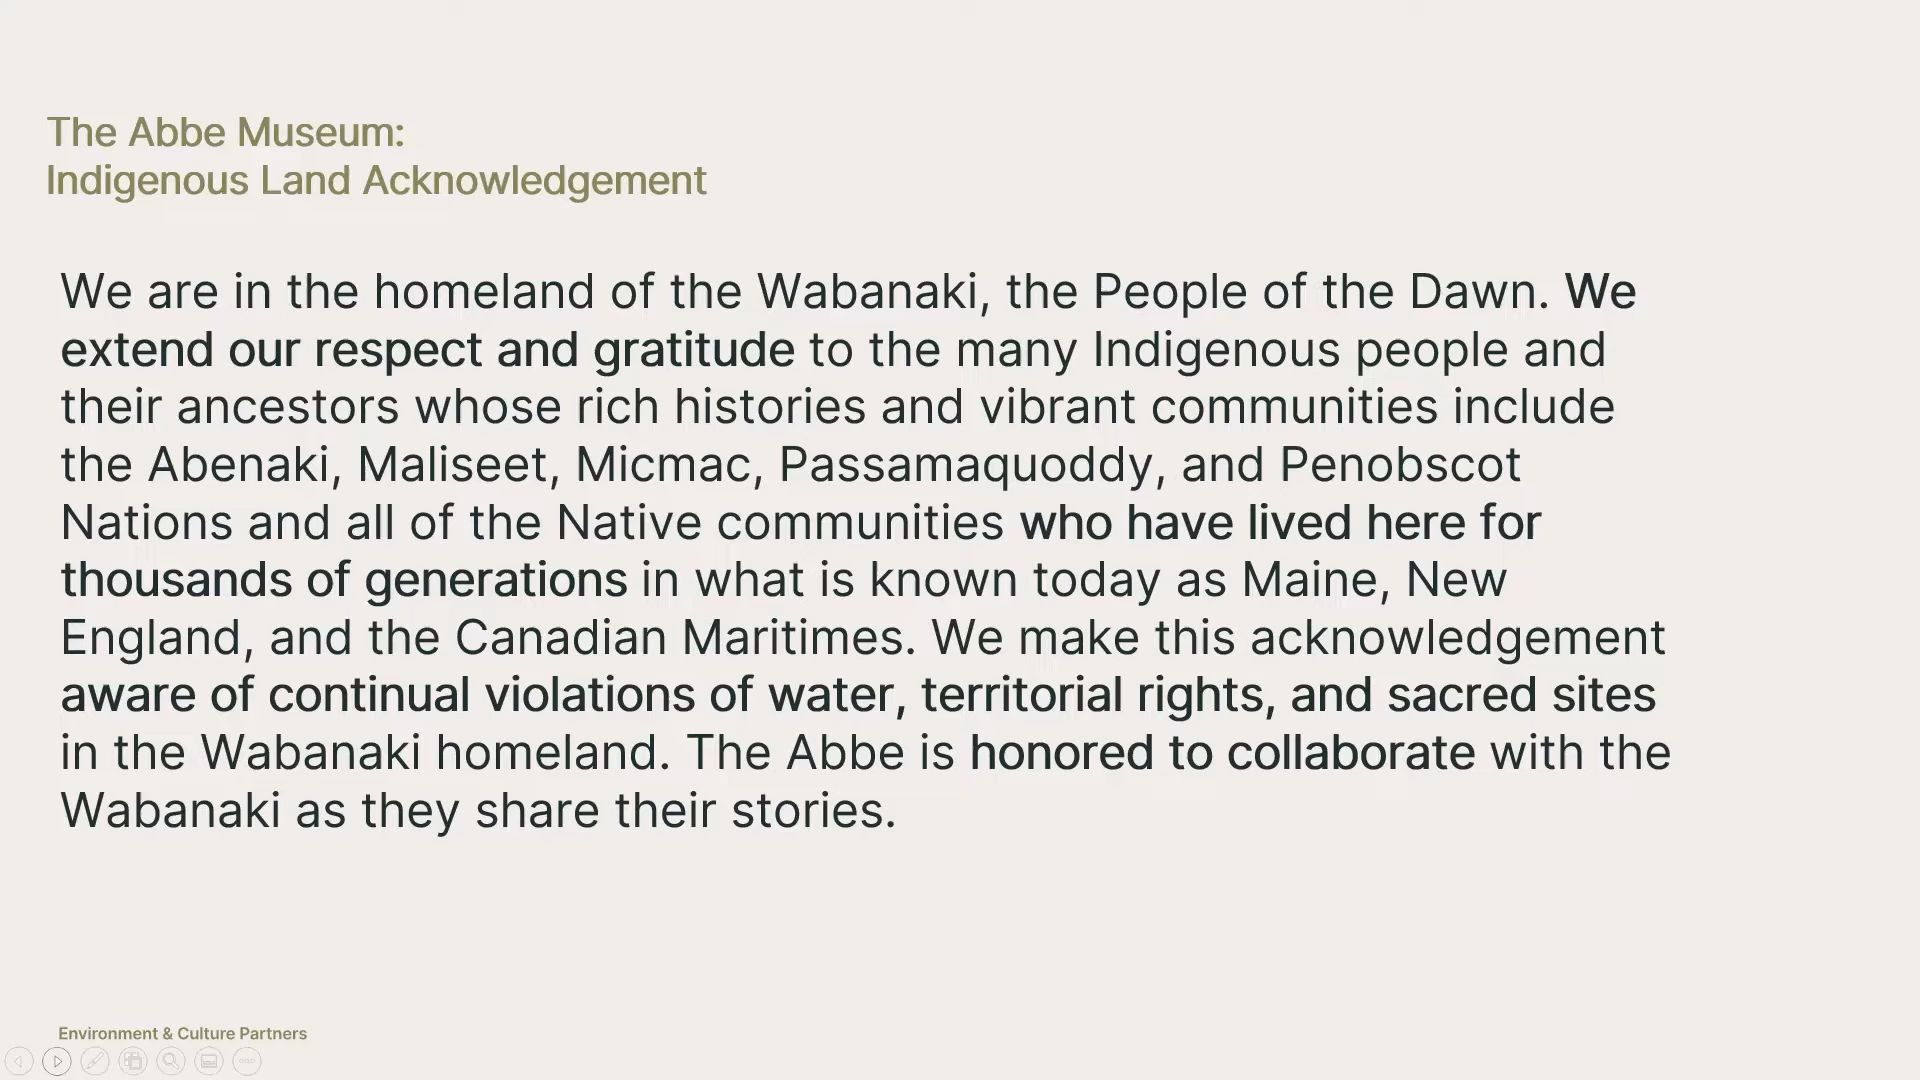 The Abbe Museum:
Indigenous Land Acknowledgement
We are in the homeland of the Wabanaki, the People of the Dawn. We
extend our respect and gratitude to the many Indigenous people and
their ancestors whose rich histories and vibrant communities include
the Abenaki, Maliseet, Micmac, Passamaquoddy, and Penobscot
Nations and all of the Native communities who have lived here for
thousands of generations in what is known today as Maine, New
England, and the Canadian Maritimes. We make this acknowledgement
aware of continual violations of water, territorial rights, and sacred sites
in the Wabanaki homeland. The Abbe is honored to collaborate with the
Wabanaki as they share their stories.
Environment & Culture Partners